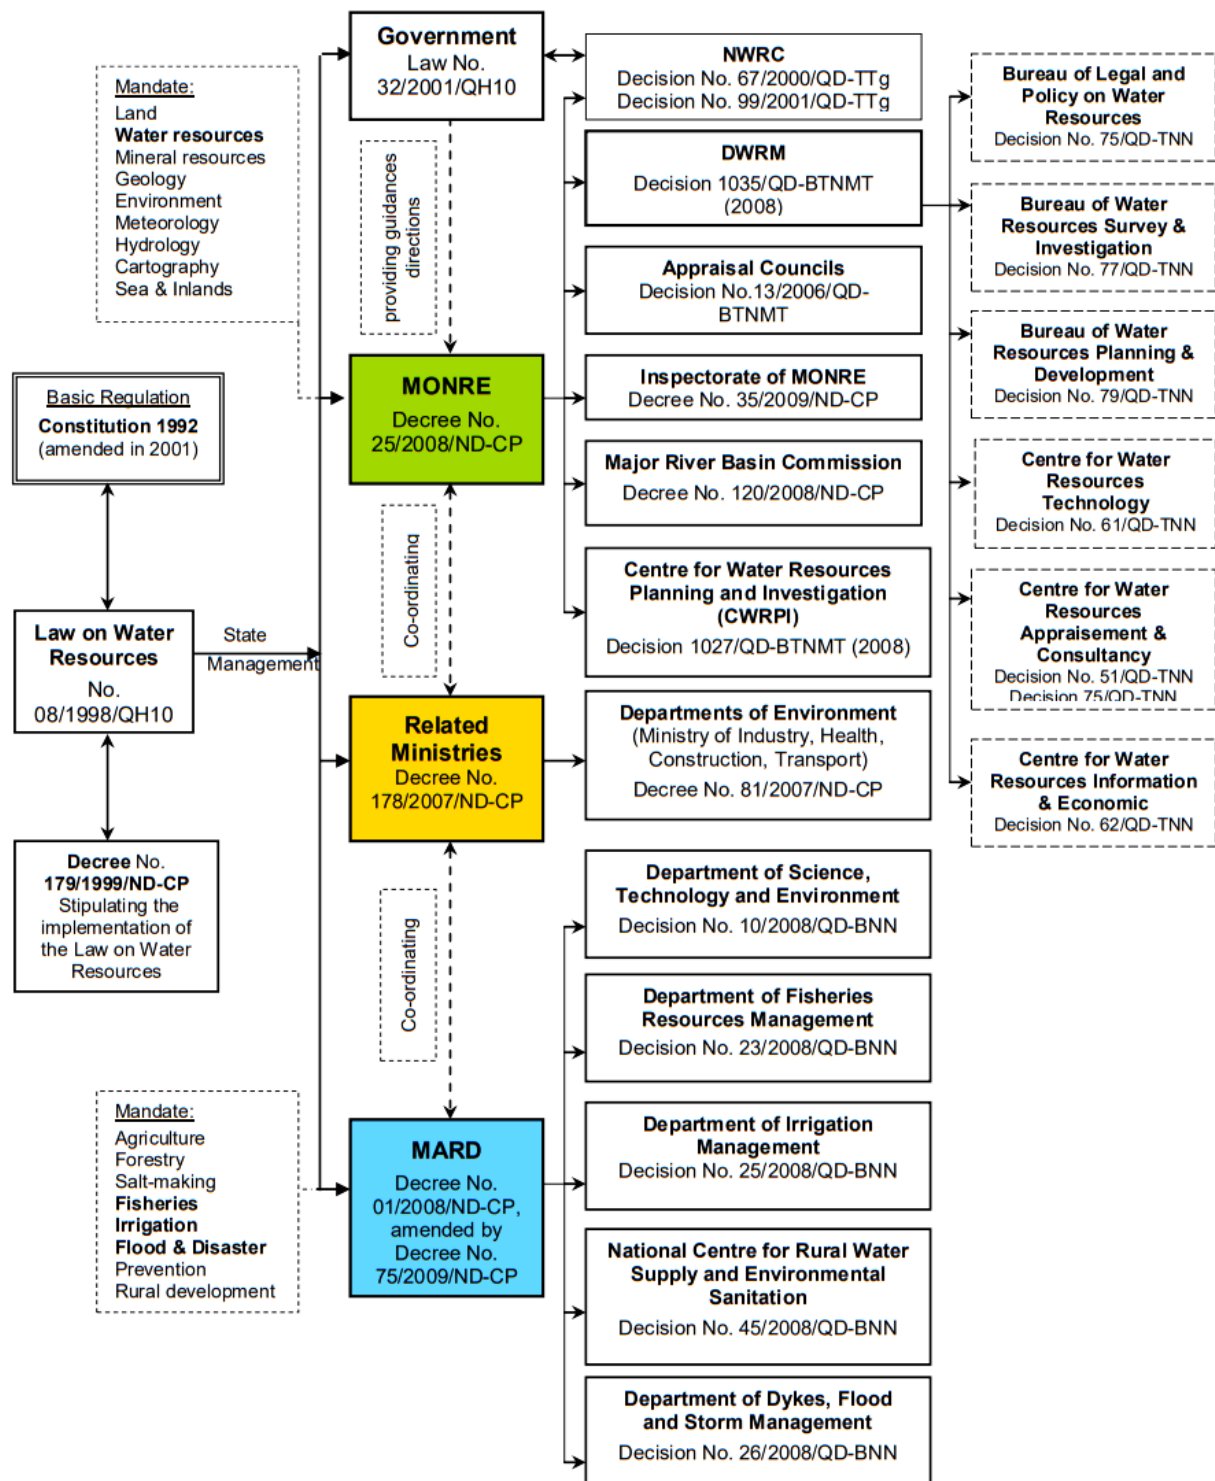 Government
Law No.
32/2001/QH10
NWRC
Decision No. 67/2000/QD-TTg
Decision No. 99/2001/QD-TTg
Bureau of Legal and
Policy on Water
Resources
Decision No. 75/QD-TNN
Mandate:
Land
Water resources
Mineral resources
Geology
Environment
Meteorology
Hydrology
Cartography
Sea & Inlands
providing guidances
directions
DWRM
Decision 1035/QD-BTNMT
(2008)
Bureau of Water
Resources Survey &
Investigation
Decision No. 77/QD-TNN
Appraisal Councils
Decision No.13/2006/QD-
BTNMT
Bureau of Water
Resources Planning &
Development
Decision No. 79/QD-TNN
Basic Regulation
Constitution 1992
(amended in 2001)
MONRE
Decree No.
25/2008/ND-CP
Inspectorate of MONRE
Decree No. 35/2009/ND-CP
Major River Basin Commission
Decree No. 120/2008/ND-CP
Centre for Water
Resources
Technology
Decision No. 61/QD-TNN
Co-ordinating
Centre for Water Resources
Planning and Investigation
(CWRPI)
Decision 1027/QD-BTNMT (2008)
Centre for Water
Resources
Appraisement &
Consultancy
Decision No. 51/QD-TNN
Decision 75/QD-TNN
Law on Water
Resources
No.
08/1998/QH10
State
Management
Related
Ministries
Decree No.
178/2007/ND-CP
Departments of Environment
(Ministry of Industry, Health,
Construction, Transport)
Decree No. 81/2007/ND-CP
Centre for Water
Resources Information
& Economic
Decision No. 62/QD-TNN
Decree No.
179/1999/ND-CP
Stipulating the
implementation of
the Law on Water
Resources
Co-ordinating
Department of Science,
Technology and Environment
Decision No. 10/2008/QD-BNN
Department of Fisheries
Resources Management
Decision No. 23/2008/QD-BNN
Mandate:
Agriculture
Forestry
Salt-making
Fisheries
Irrigation
Flood & Disaster
Prevention
Rural development
MARD
Decree No.
01/2008/ND-CP,
amended by
Decree No.
75/2009/ND-CP
Department of Irrigation
Management
Decision No. 25/2008/QD-BNN
National Centre for Rural Water
Supply and Environmental
Sanitation
Decision No. 45/2008/QD-BNN
Department of Dykes, Flood
and Storm Management
Decision No. 26/2008/QD-BNN